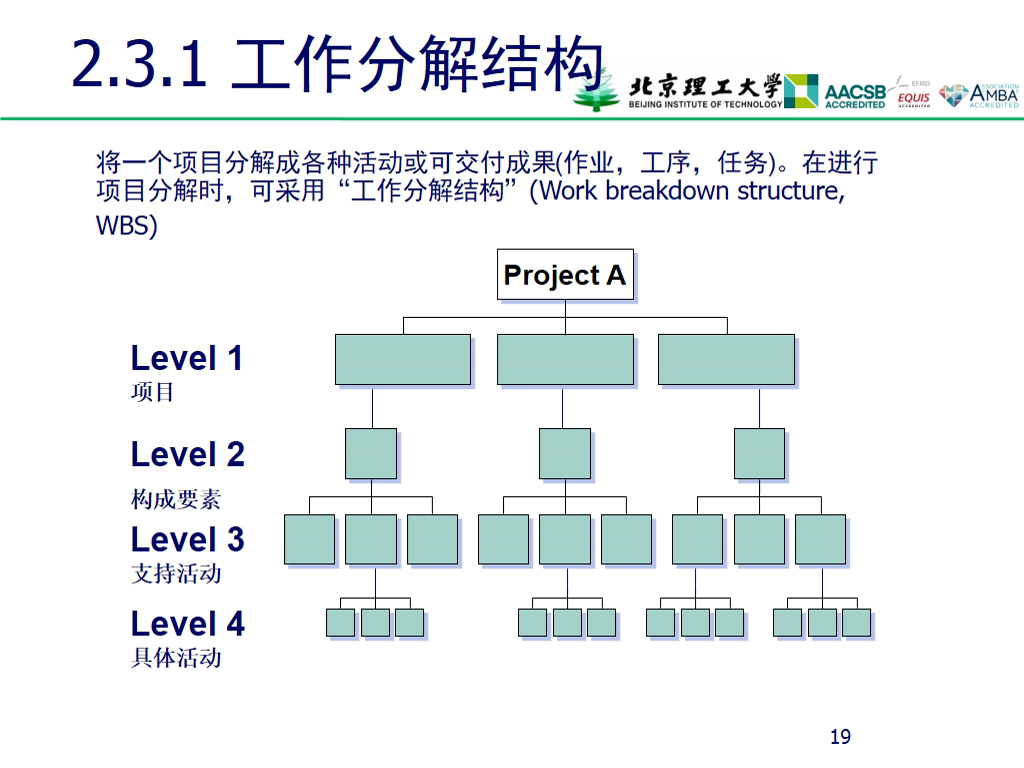 2.3.1 工作分解结构
北京理工大学
BEIJING INSTITUTE OF TECHNOLOGY
AACSB
ACCREDITED
EFMD
EQUIS
ACCREDITED
ASSOCIATION
AMBA
ACCREDITED
将一个项目分解成各种活动或可交付成果(作业，工序，任务)。在进行
项目分解时，可采用“工作分解结构”(Work breakdown structure,
WBS)
Project A
Level 1
项目
Level 2
构成要素
Level 3
支持活动
Level 4
具体活动
19